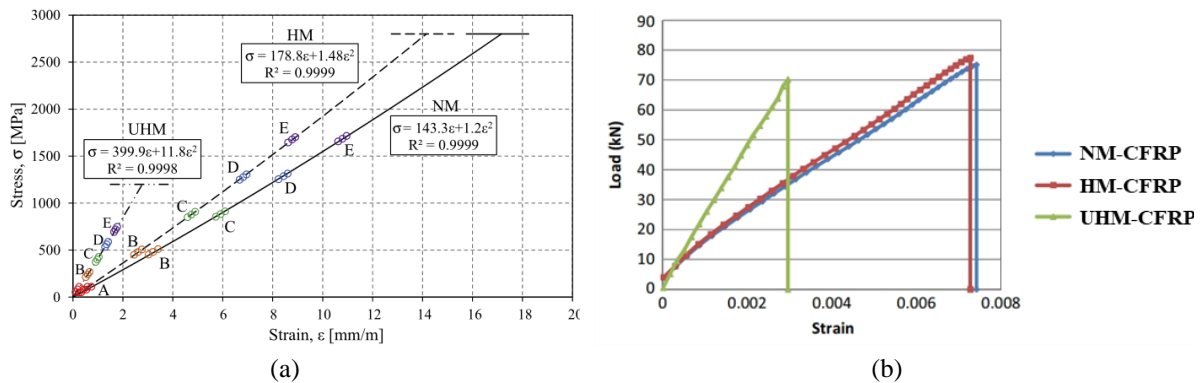 (a)
Stress, σ [MPa]
3000
2500
2000
1500
1000
500
0
0
2
4
6
8
10
12
14
16
18
20
Strain, ε [mm/m]
HM
σ = 178.8ε+1.48ε²
R² = 0.9999
NM
σ = 143.3ε+1.2ε²
R² = 0.9999
UHM
σ = 399.9ε+11.8ε²
R² = 0.9998
E
D
C
B
E
D
C
B
E
D
C
B
A
(a)
Load (kN)
90
80
70
60
50
40
30
20
10
0
0
0.002
0.004
0.006
0.008
Strain
NM-CFRP
HM-CFRP
UHM-CFRP
(b)